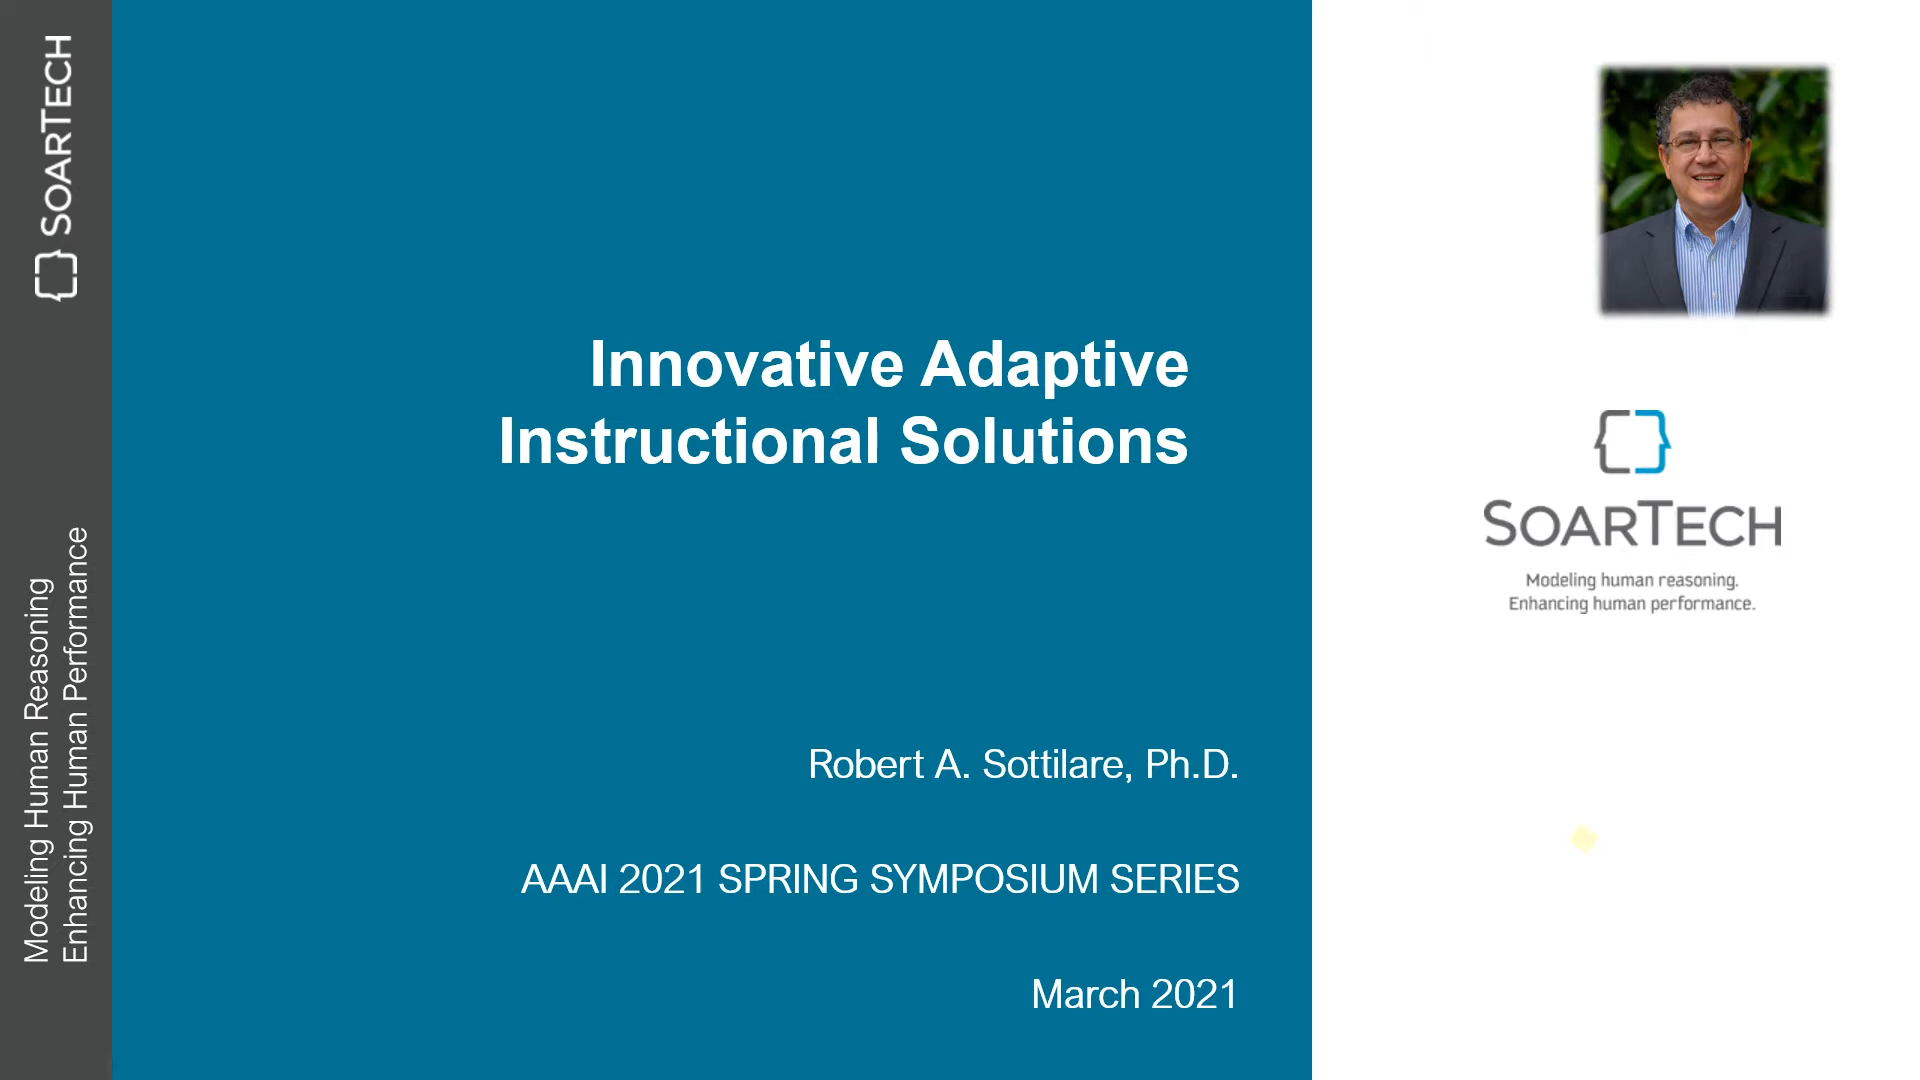 SOARTECH
Modeling Human Reasoning
Enhancing Human Performance
Innovative Adaptive
Instructional Solutions
Robert A. Sottilare, Ph.D.
AAAI 2021 SPRING SYMPOSIUM SERIES
March 2021
SOARTECH
Modeling human reasoning.
Enhancing human performance.